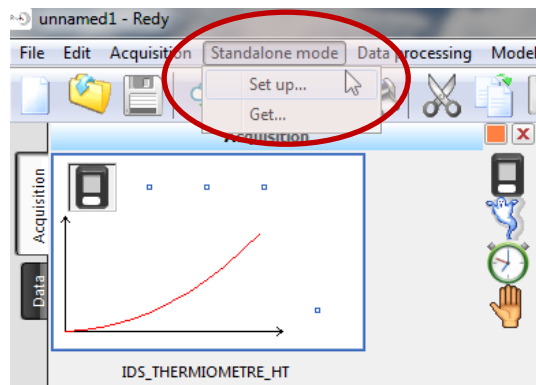 unnamed1 - Redy
File Edit Acquisition Standalone mode Data processing Model
Set up...
Get...
Acquisition
Acquisition
Data
IDS_THERMIOMETRE_HT